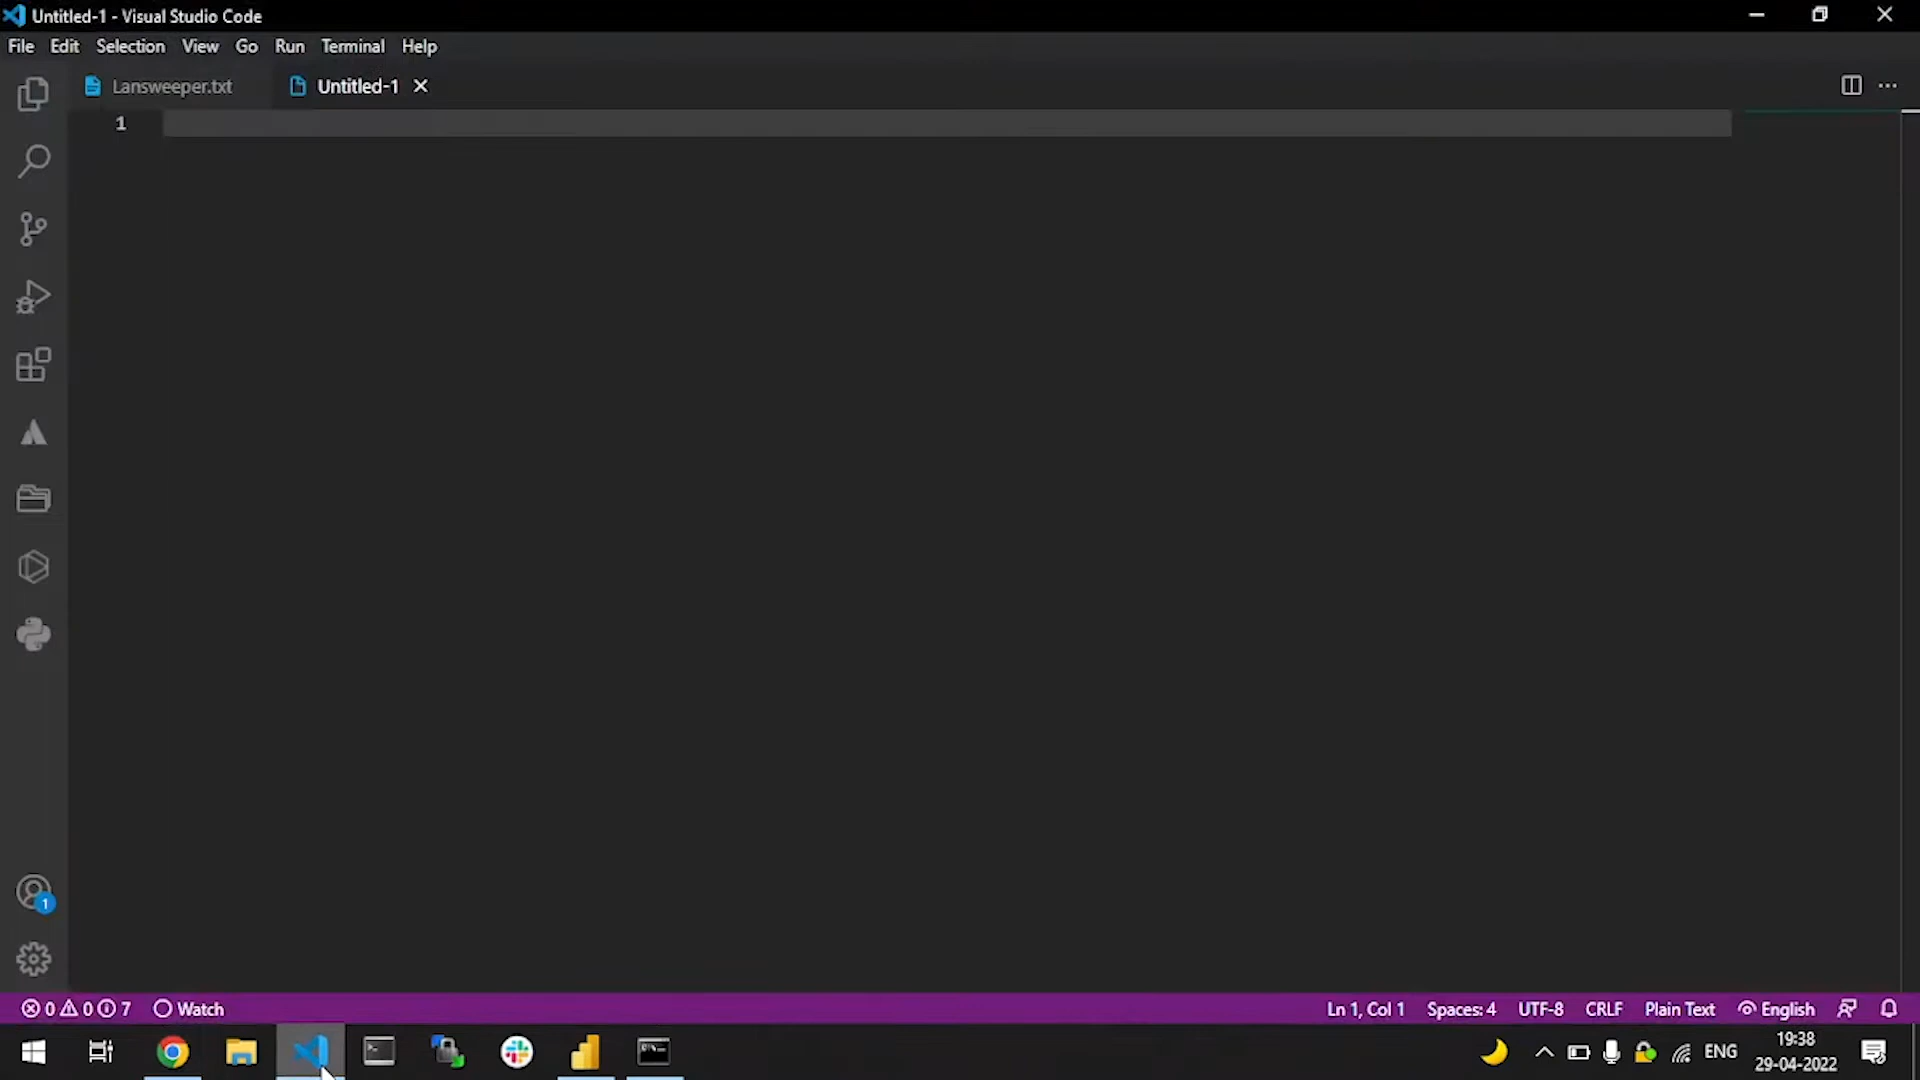 Untitled-1 - Visual Studio Code
File Edit Selection View Go Run Terminal Help
Lansweeper.txt Untitled-1
1
1
0 0 7 Watch Ln 1, Col 1 Spaces: 4 UTF-8 CRLF Plain Text English
ENG 19:38
29-04-2022